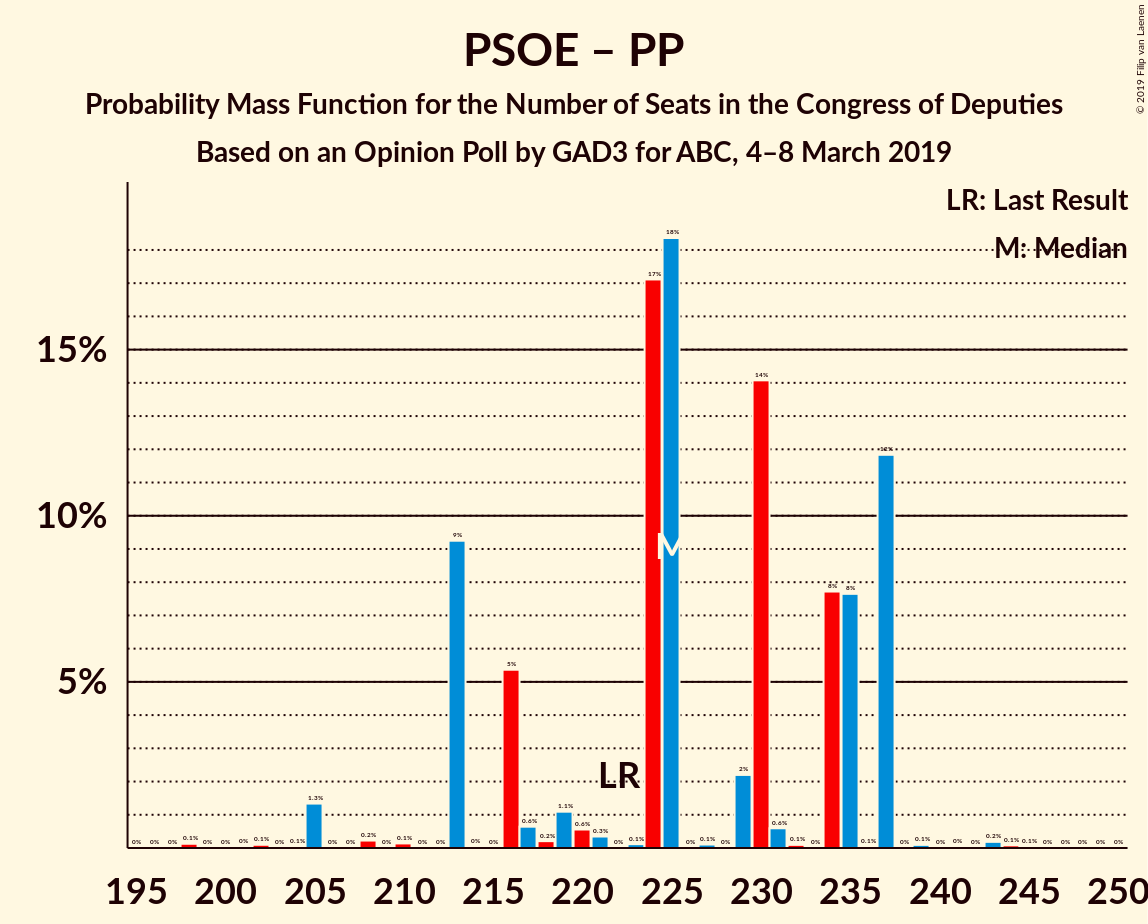 © 2019 Filip van Laenen
PSOE – PP
Probability Mass Function for the Number of Seats in the Congress of Deputies
Based on an Opinion Poll by GAD3 for ABC, 4–8 March 2019
LR: Last Result
M: Median
15%
10%
5%
0% 0% 0% 0.1% 0% 0% 0% 0.1% 0% 0.1% 1.3% 0% 0% 0.2% 0% 0.1% 0% 0% 9% 0% 0% 5% 0.6% 0.2% 1.1% 0.6% 0.3% 0% 0.1% 17% 18% 0% 0.1% 0% 2% 14% 0.6% 0.1% 0% 8% 8% 0.1% 12% 0% 0.1% 0% 0% 0% 0.2% 0.1% 0.1% 0% 0% 0% 0% 0%
M
LR
195 200 205 210 215 220 225 230 235 240 245 250